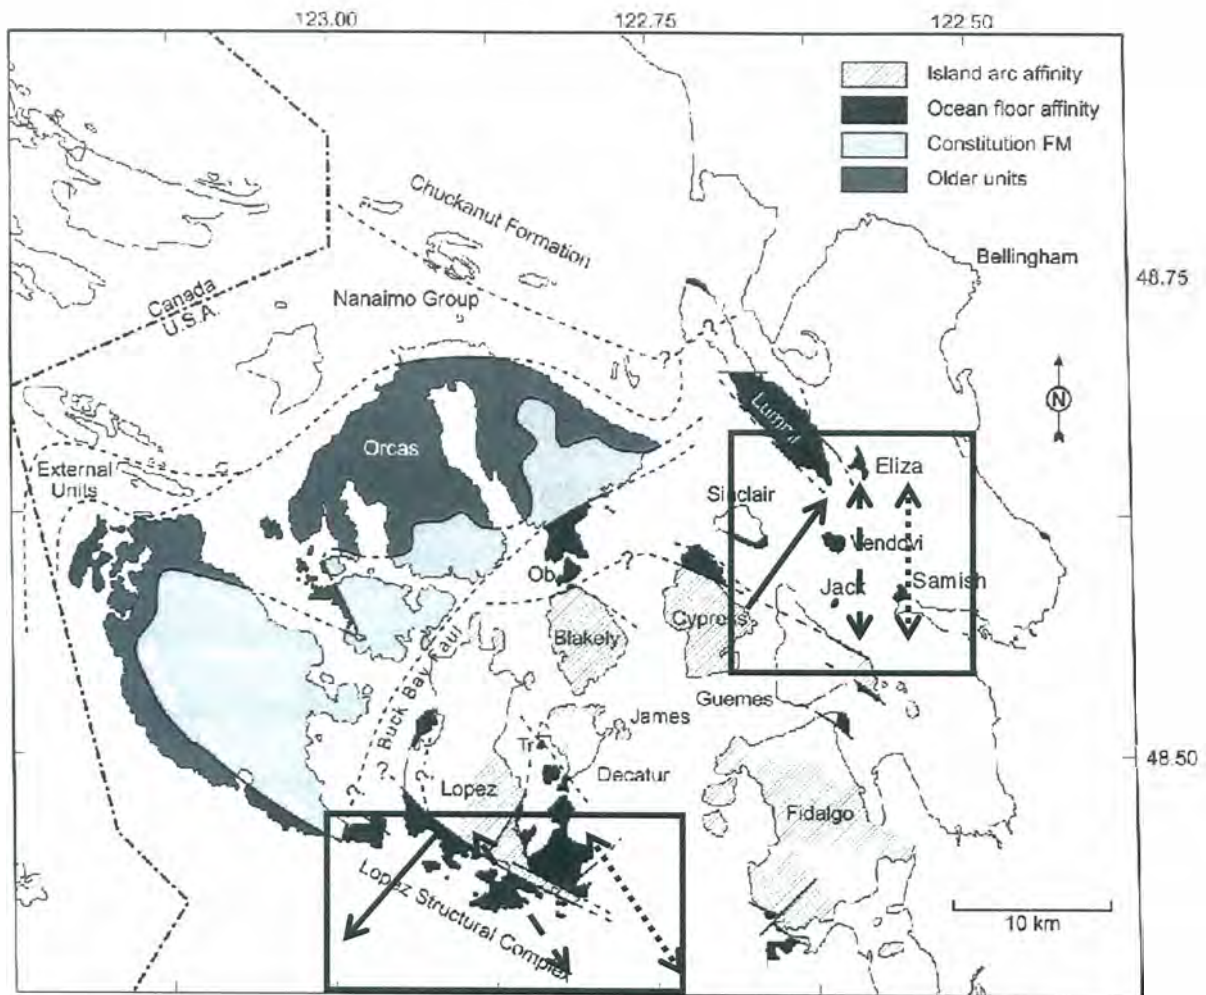 123.00
122.75
122.50
Island arc affinity
Ocean floor affinity
Constitution FM
Older units
Chuckanut Formation
Bellingham
48.75
Canada
U.S.A.
Nanaimo Group
?
?
N
Lummi
Orcas
External
Units
Eliza
Sinclair
Vendovi
?
Ob
Jack
Samish
Cypress
Blakely
Buck Bay Fault
Guemes
James
Tr
48.50
?
?
?
Lopez
Decatur
Fidalgo
Lopez Structural Complex
10 km